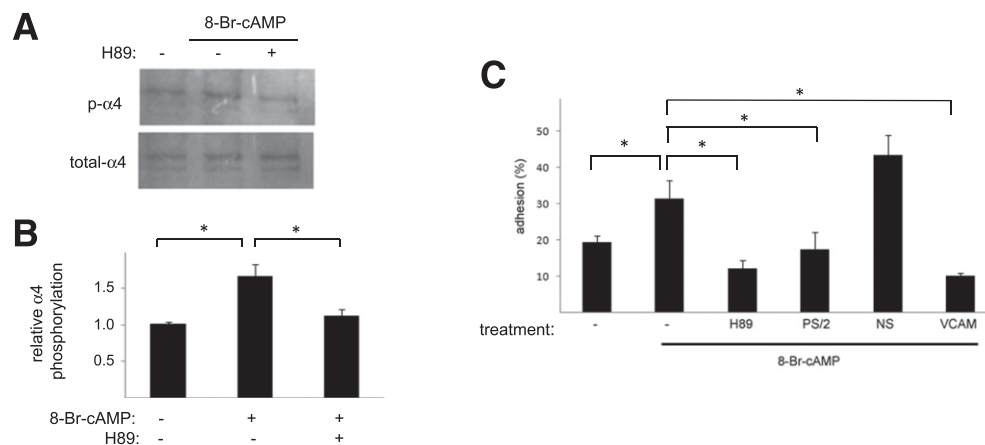 A
8-Br-cAMP
H89: - - +
p-α4
total-α4
B
* *
relative α4
phosphorylation
1.5
1.0
0.5
8-Br-cAMP: - + +
H89: - - +
C
*
*
* *
adhesion (%)
50
40
30
20
10
treatment: - - H89 PS/2 NS VCAM
8-Br-cAMP